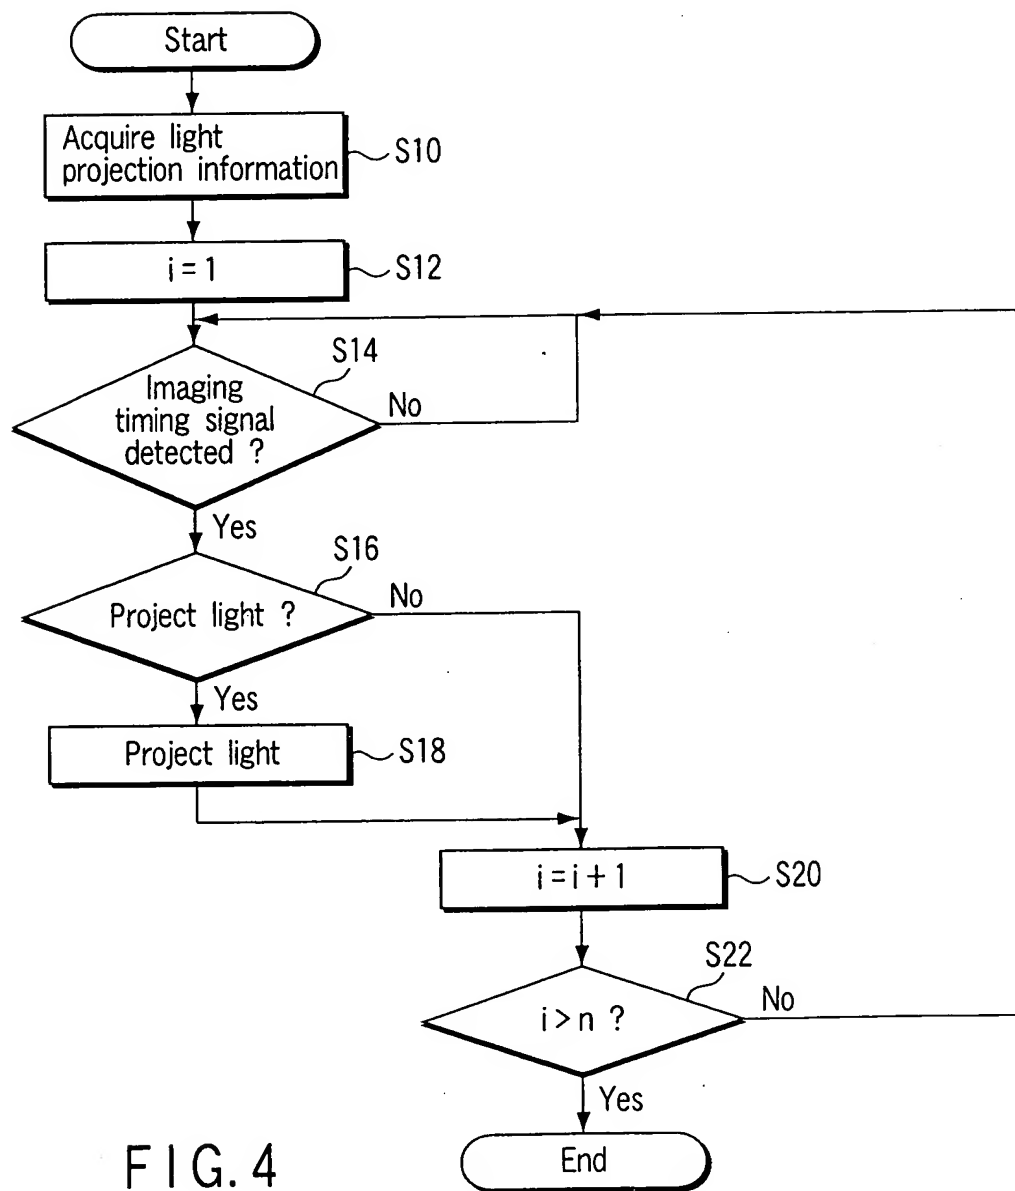 Start
Acquire light
projection information
S10
i=1
S12
S14
Imaging
timing signal
detected ?
No
Yes
S16
Project light ?
No
Yes
Project light
S18
i=i+1
S20
S22
i>n ?
No
Yes
End
FIG. 4